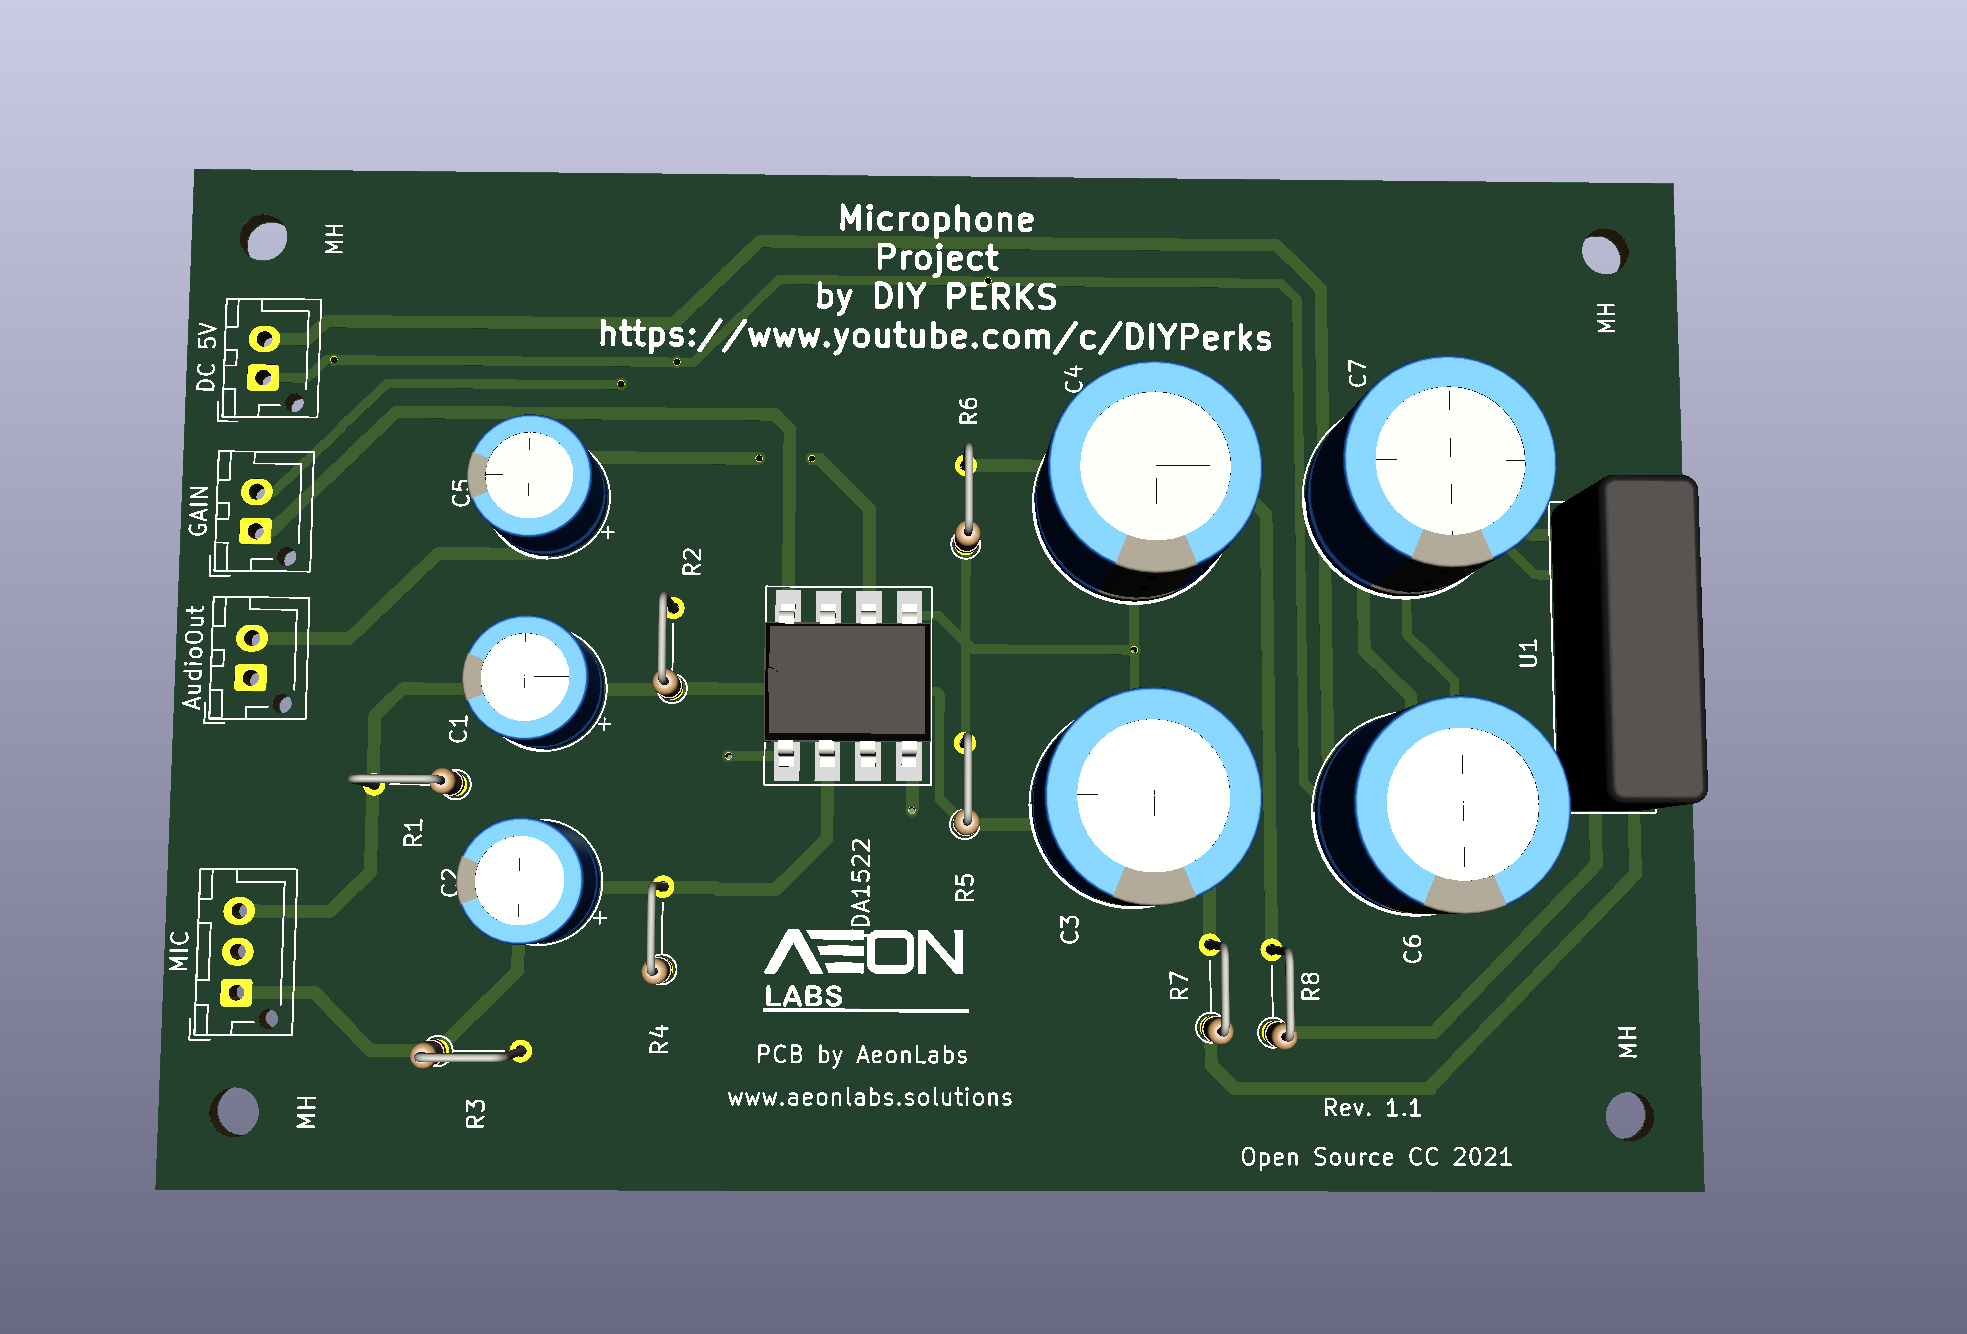 Microphone
Project
by DIY PERKS
https://www.youtube.com/c/DIYPerks
MH
MH
DC 5V
C4
C7
R6
GAIN
C5
R2
AudioOut
U1
C1
R1
C2
DA1522
R5
C3
C6
MIC
AEON
LABS
R7
R8
R4
PCB by AeonLabs
MH
www.aeonlabs.solutions
MH
R3
Rev. 1.1
Open Source CC 2021